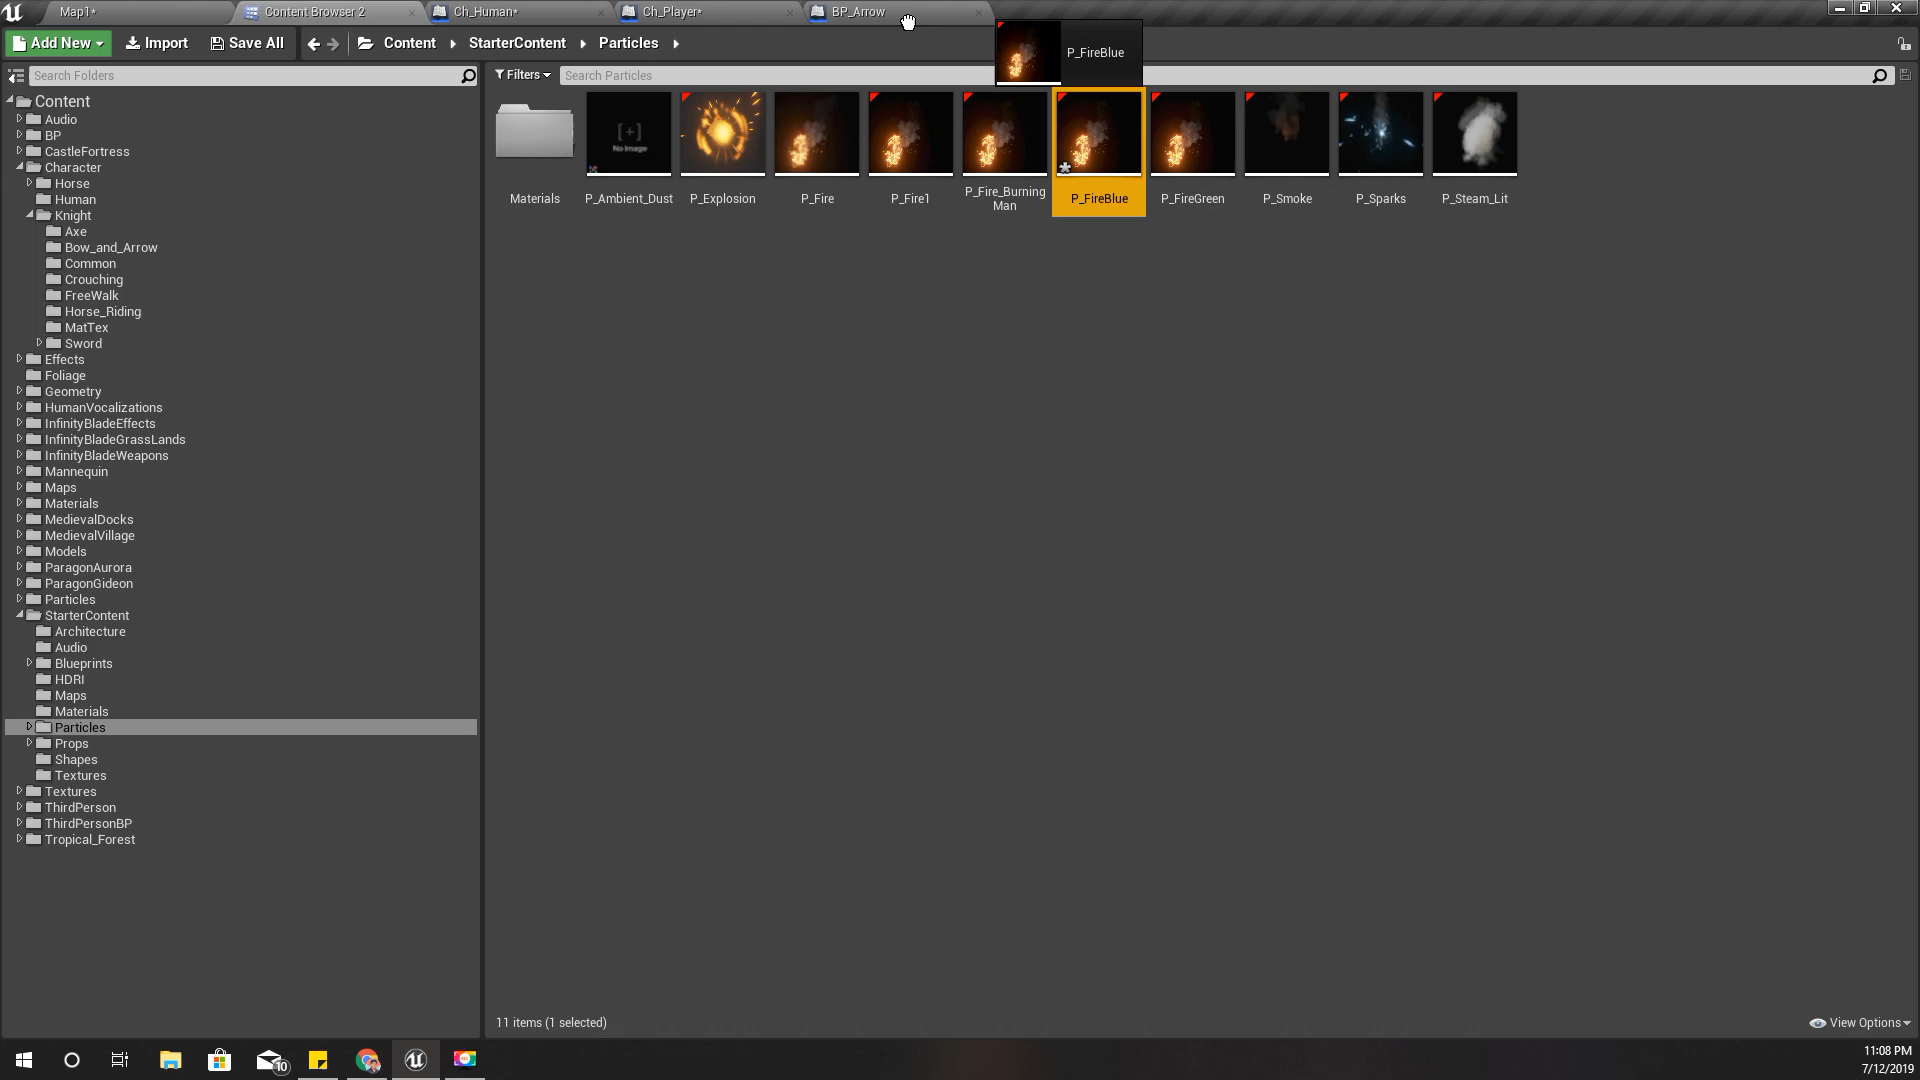 Map1*
Content Browser 2
Ch_Human*
Ch_Player*
BP_Arrow
Add New
Import
Save All
Content
StarterContent
Particles
P_FireBlue
Search Folders
Filters
Search Particles
Content
Audio
BP
CastleFortress
Character
Horse
Human
Knight
Axe
Bow_and_Arrow
Common
Crouching
FreeWalk
Horse_Riding
MatTex
Sword
Effects
Foliage
Geometry
HumanVocalizations
InfinityBladeEffects
InfinityBladeGrassLands
InfinityBladeWeapons
Mannequin
Maps
Materials
MedievalDocks
MedievalVillage
Models
ParagonAurora
ParagonGideon
Particles
StarterContent
Architecture
Audio
Blueprints
HDRI
Maps
Materials
Particles
Props
Shapes
Textures
Textures
ThirdPerson
ThirdPersonBP
Tropical_Forest
[+]
No Image
Materials
P_Ambient_Dust
P_Explosion
P_Fire
P_Fire1
P_Fire_Burning
Man
P_FireBlue
P_FireGreen
P_Smoke
P_Sparks
P_Steam_Lit
11 items (1 selected)
View Options
10
11:08 PM
7/12/2019